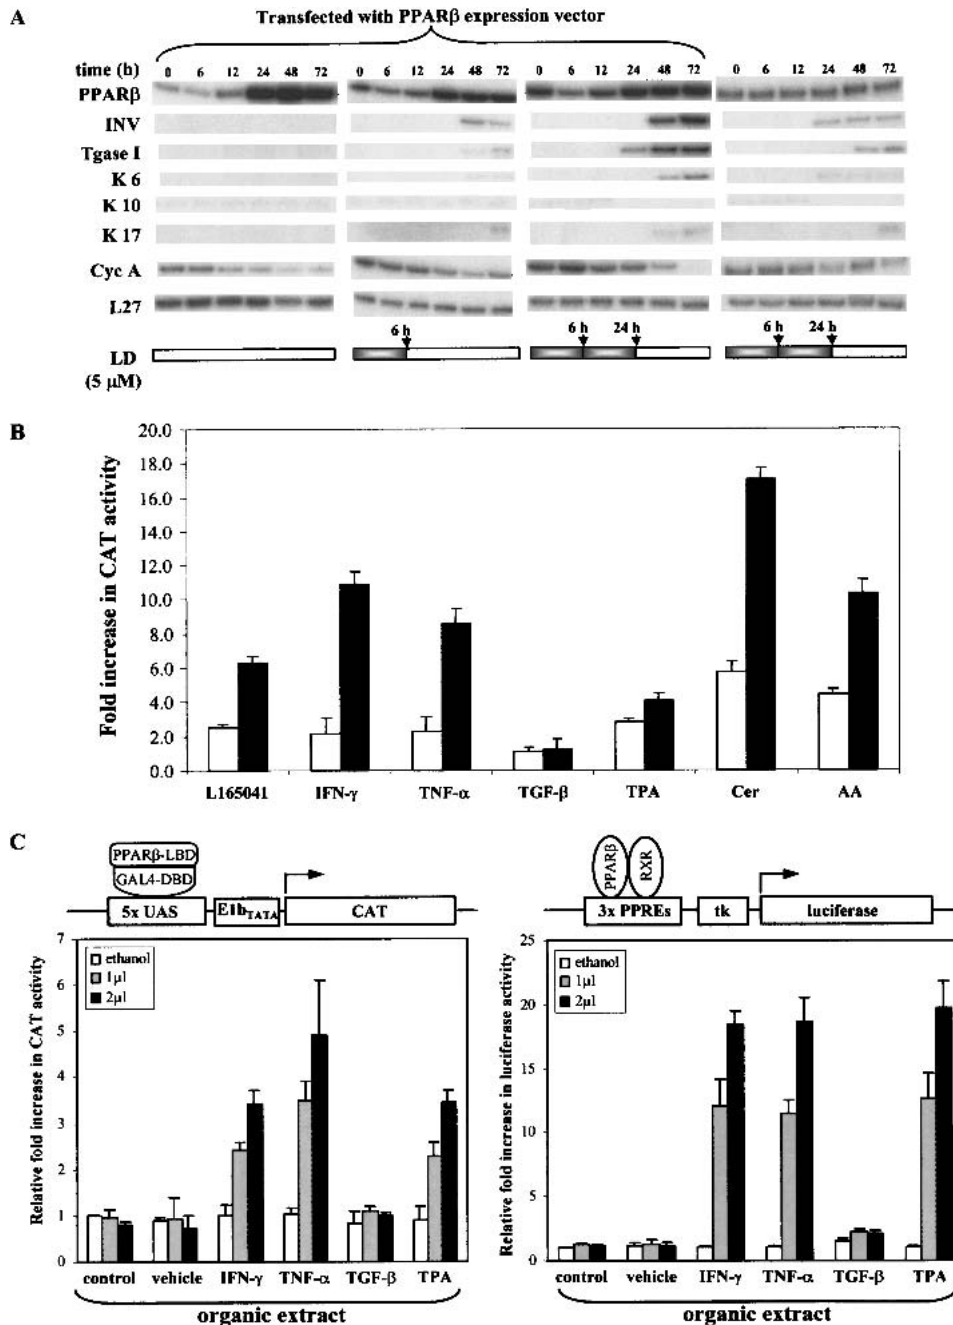 A
Transfected with PPARβ expression vector
time (h) 0 6 12 24 48 72 0 6 12 24 48 72 0 6 12 24 48 72 0 6 12 24 48 72
PPARβ
INV
Tgase I
K 6
K 10
K 17
Cyc A
L27
6 h 6 h 24 h 6 h 24 h
LD
(5 μM)
B
Fold increase in CAT activity
20.0
18.0
16.0
14.0
12.0
10.0
8.0
6.0
4.0
2.0
0.0
L165041 IFN-γ TNF-α TGF-β TPA Cer AA
C
PPARβ-LBD
GAL4-DBD
5x UAS E1bTATA CAT
Relative fold increase in CAT activity
7
6
5
4
3
2
1
0
ethanol
1μl
2μl
control vehicle IFN-γ TNF-α TGF-β TPA
organic extract
PPARβ RXR
3x PPREs tk luciferase
Relative fold increase in luciferase activity
25
20
15
10
5
0
ethanol
1μl
2μl
control vehicle IFN-γ TNF-α TGF-β TPA
organic extract